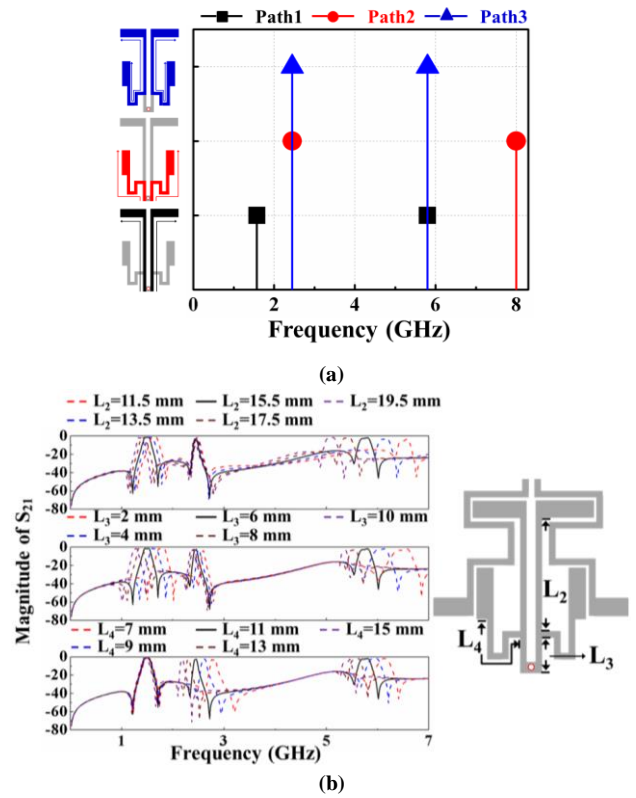 Path1 Path2 Path3
0 2 4 6 8
Frequency (GHz)
(a)
L2=11.5 mm L2=15.5 mm L2=19.5 mm
L2=13.5 mm L2=17.5 mm
0
-20
-40
-60
-80
L3=2 mm L3=6 mm L3=10 mm
L3=4 mm L3=8 mm
0
-20
-40
-60
-80
L4=7 mm L4=11 mm L4=15 mm
L4=9 mm L4=13 mm
0
-20
-40
-60
-80
Magnitude of S21
1 3 5 7
Frequency (GHz)
L2
L4
L3
(b)